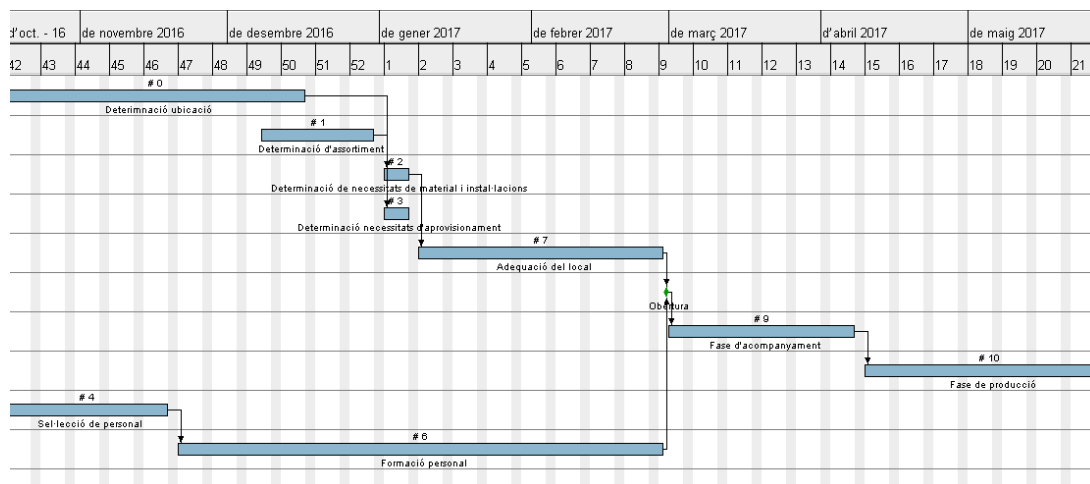 d'oct. - 16 de novembre 2016 de desembre 2016 de gener 2017 de febrer 2017 de març 2017 d'abril 2017 de maig 2017
42 43 44 45 46 47 48 49 50 51 52 1 2 3 4 5 6 7 8 9 10 11 12 13 14 15 16 17 18 19 20 21
# 0
Deterimnació ubicació
# 1
Determinació d'assortiment
# 2
Determinació de necessitats de material i instal·lacions
# 3
Determinació necessitats d'aprovisionament
# 7
Adequació del local
Obertura
# 9
Fase d'acompanyament
# 10
Fase de producció
# 4
Sel·lecció de personal
# 6
Formació personal